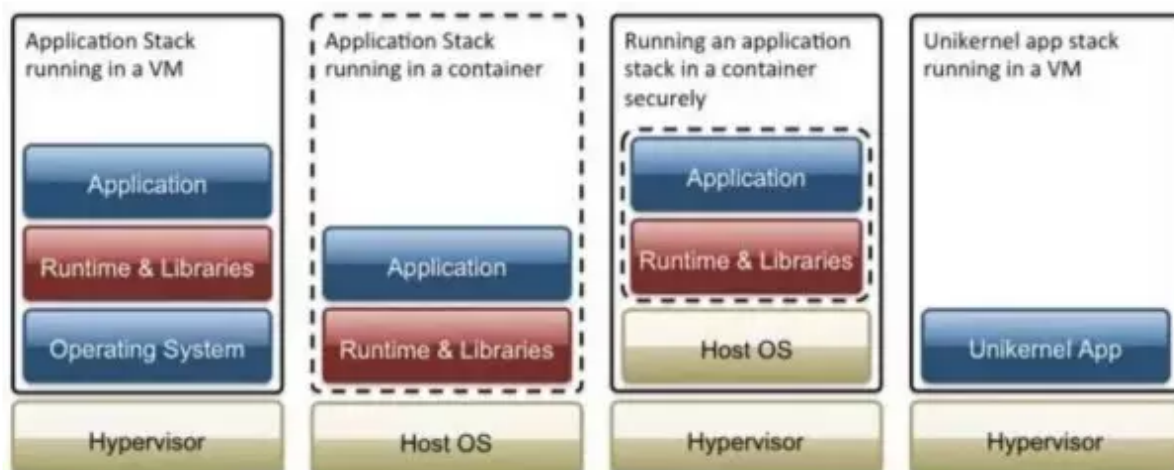 Application Stack
running in a VM
Application
Runtime & Libraries
Operating System
Hypervisor
Application Stack
running in a container
Application
Runtime & Libraries
Host OS
Running an application
stack in a container
securely
Application
Runtime & Libraries
Host OS
Hypervisor
Unikernel app stack
running in a VM
Unikernel App
Hypervisor